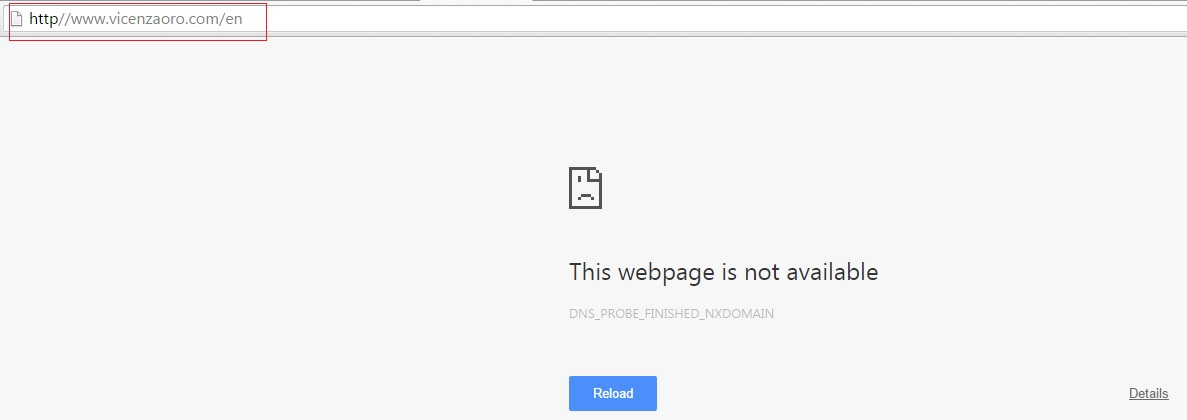 http//www.vicenzaoro.com/en
This webpage is not available
DNS_PROBE_FINISHED_NXDOMAIN
Reload
Details